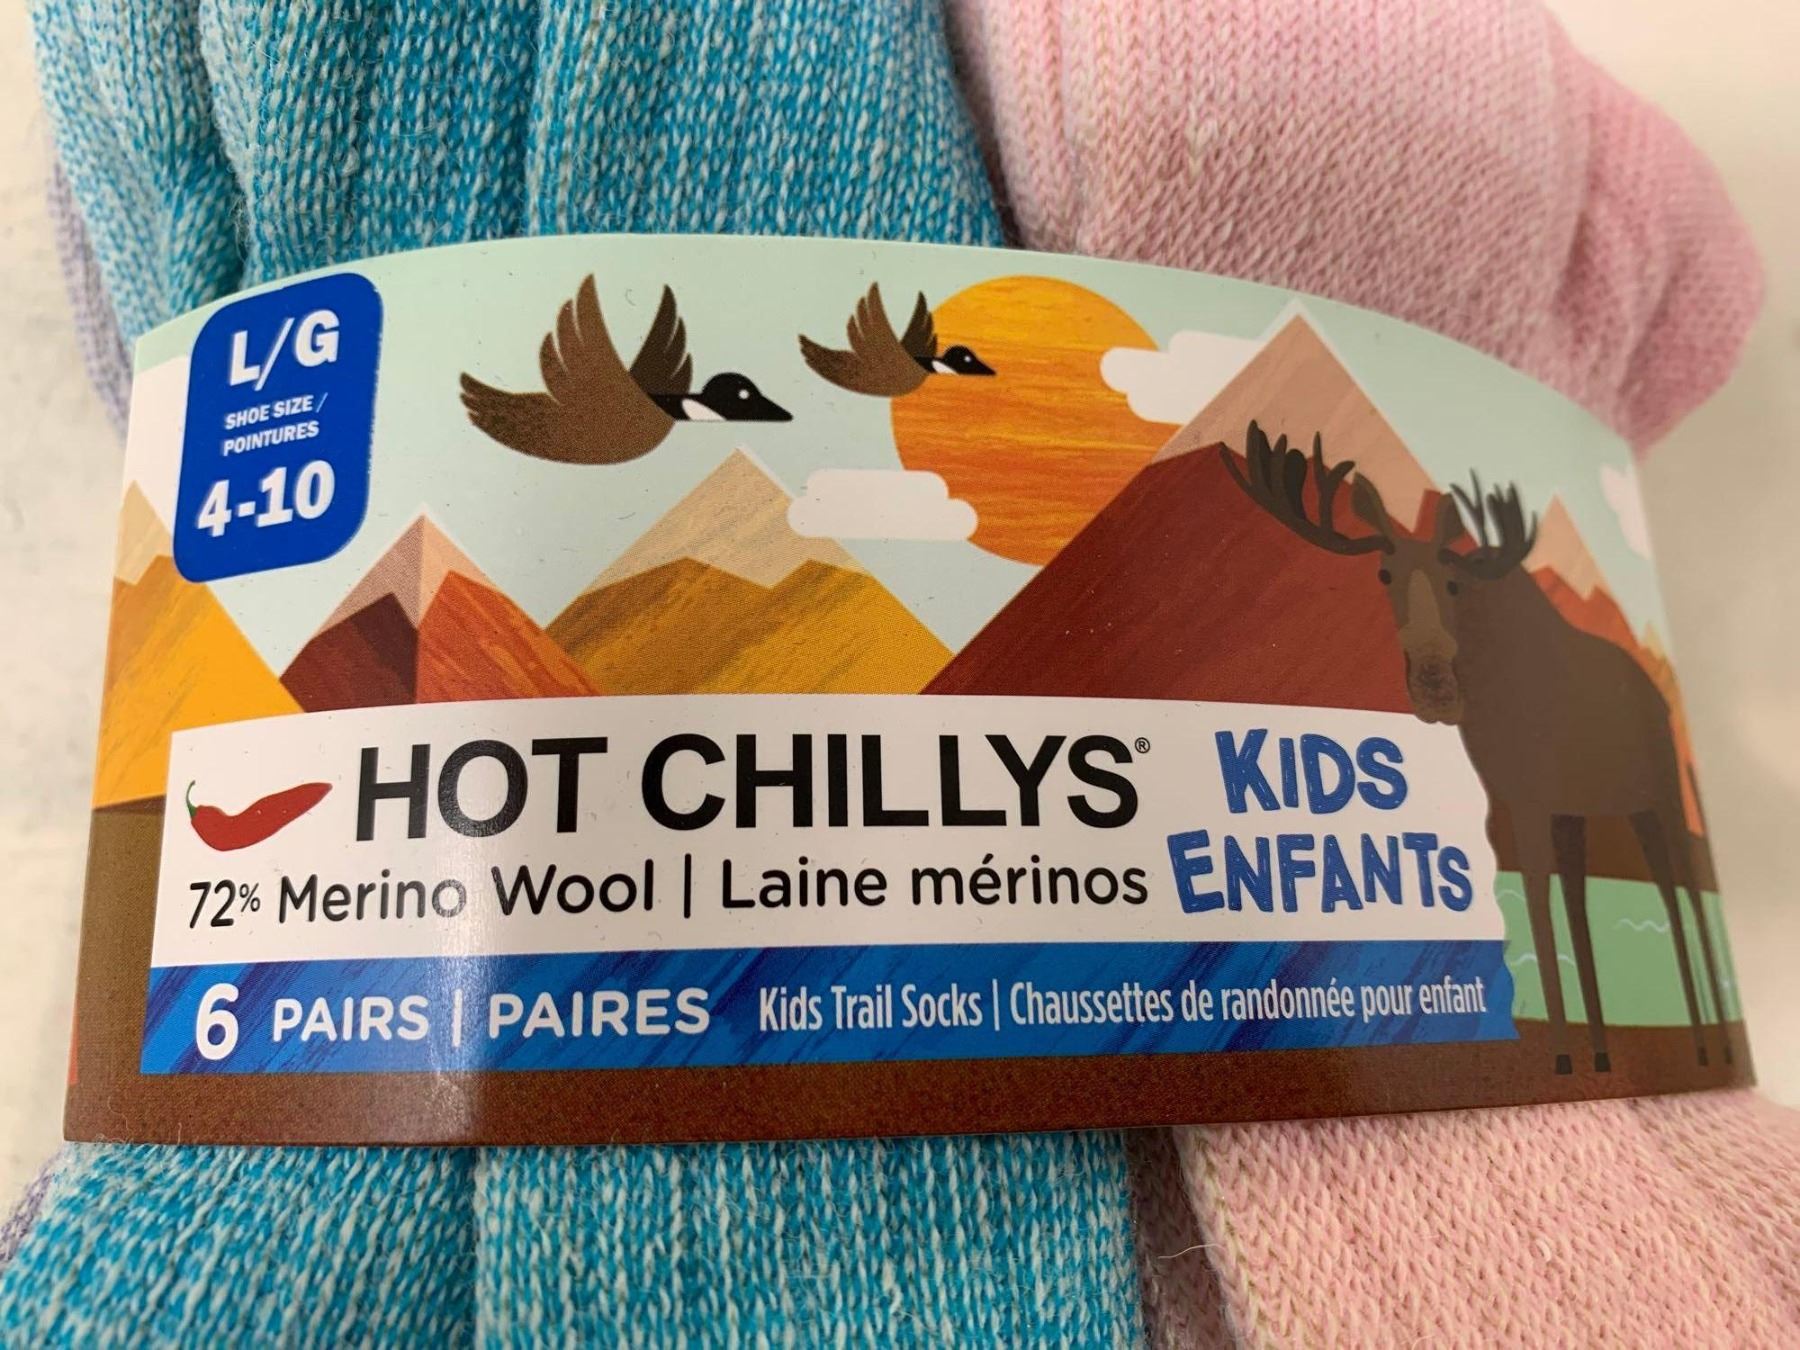 L/G
SHOE SIZE /
POINTURES
4-10
HOT CHILLYS®
KIDS
ENFANTS
72% Merino Wool | Laine mérinos
6 PAIRS | PAIRES Kids Trail Socks | Chaussettes de randonnée pour enfant